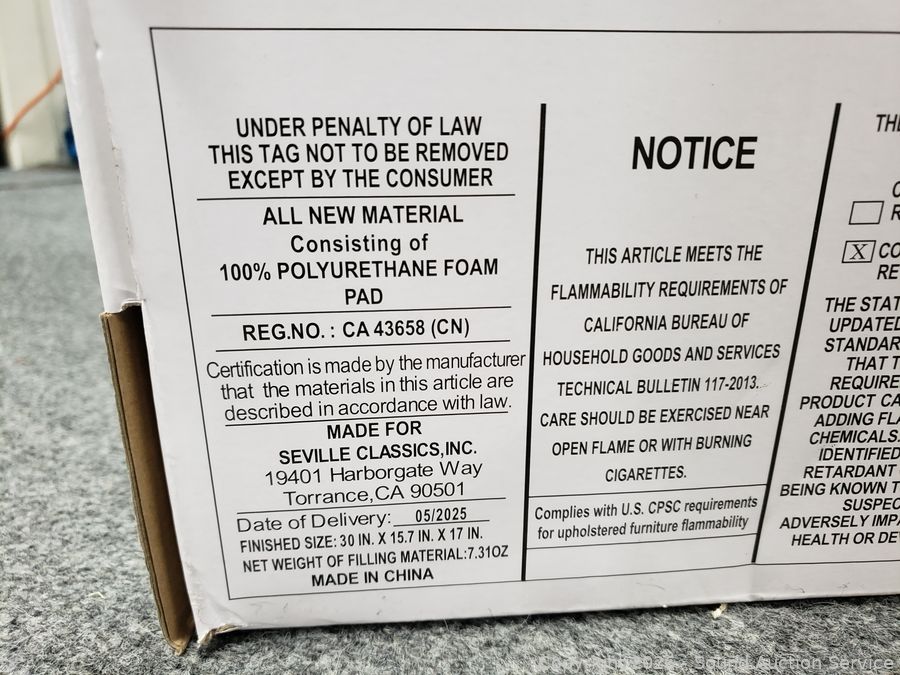 UNDER PENALTY OF LAW
THIS TAG NOT TO BE REMOVED
EXCEPT BY THE CONSUMER
ALL NEW MATERIAL
Consisting of
100% POLYURETHANE FOAM
PAD
REG.NO. : CA 43658 (CN)
Certification is made by the manufacturer
that the materials in this article are
described in accordance with law.
MADE FOR
SEVILLE CLASSICS,INC.
19401 Harborgate Way
Torrance,CA 90501
Date of Delivery: 05/2025
FINISHED SIZE: 30 IN. X 15.7 IN. X 17 IN.
NET WEIGHT OF FILLING MATERIAL:7.31OZ
MADE IN CHINA
NOTICE
THIS ARTICLE MEETS THE
FLAMMABILITY REQUIREMENTS OF
CALIFORNIA BUREAU OF
HOUSEHOLD GOODS AND SERVICES
TECHNICAL BULLETIN 117-2013.
CARE SHOULD BE EXERCISED NEAR
OPEN FLAME OR WITH BURNING
CIGARETTES.
Complies with U.S. CPSC requirements
for upholstered furniture flammability
TH
X CO
RE
THE STAT
UPDATED
STANDAR
THAT T
REQUIRE
PRODUCT CA
ADDING FLA
CHEMICALS.
IDENTIFIED
RETARDANT
BEING KNOWN T
SUSPEC
ADVERSELY IMPA
HEALTH OR DE
Sound Auction Service